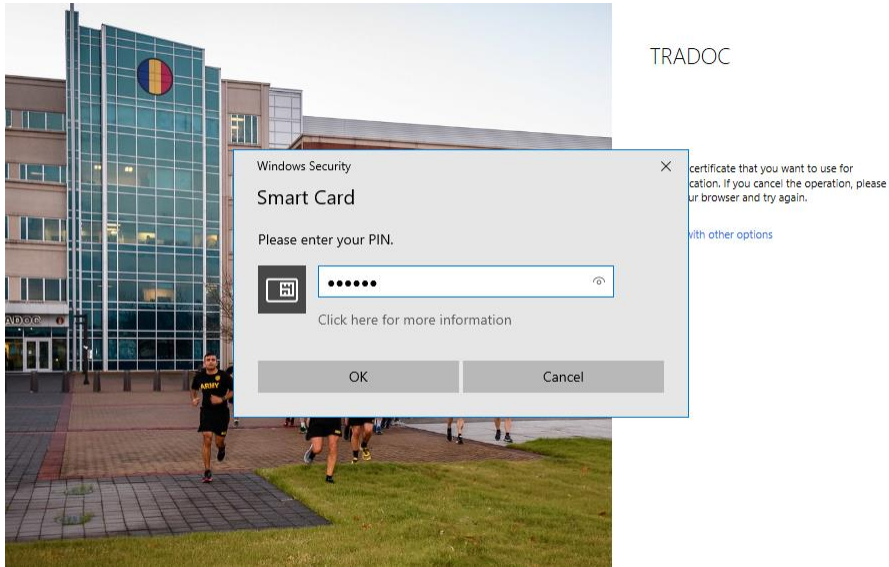 TRADOC
Windows Security
Smart Card
Please enter your PIN.
••••••
Click here for more information
OK
Cancel
certificate that you want to use for
cation. If you cancel the operation, please
ur browser and try again.
with other options
ADOC
ARMY